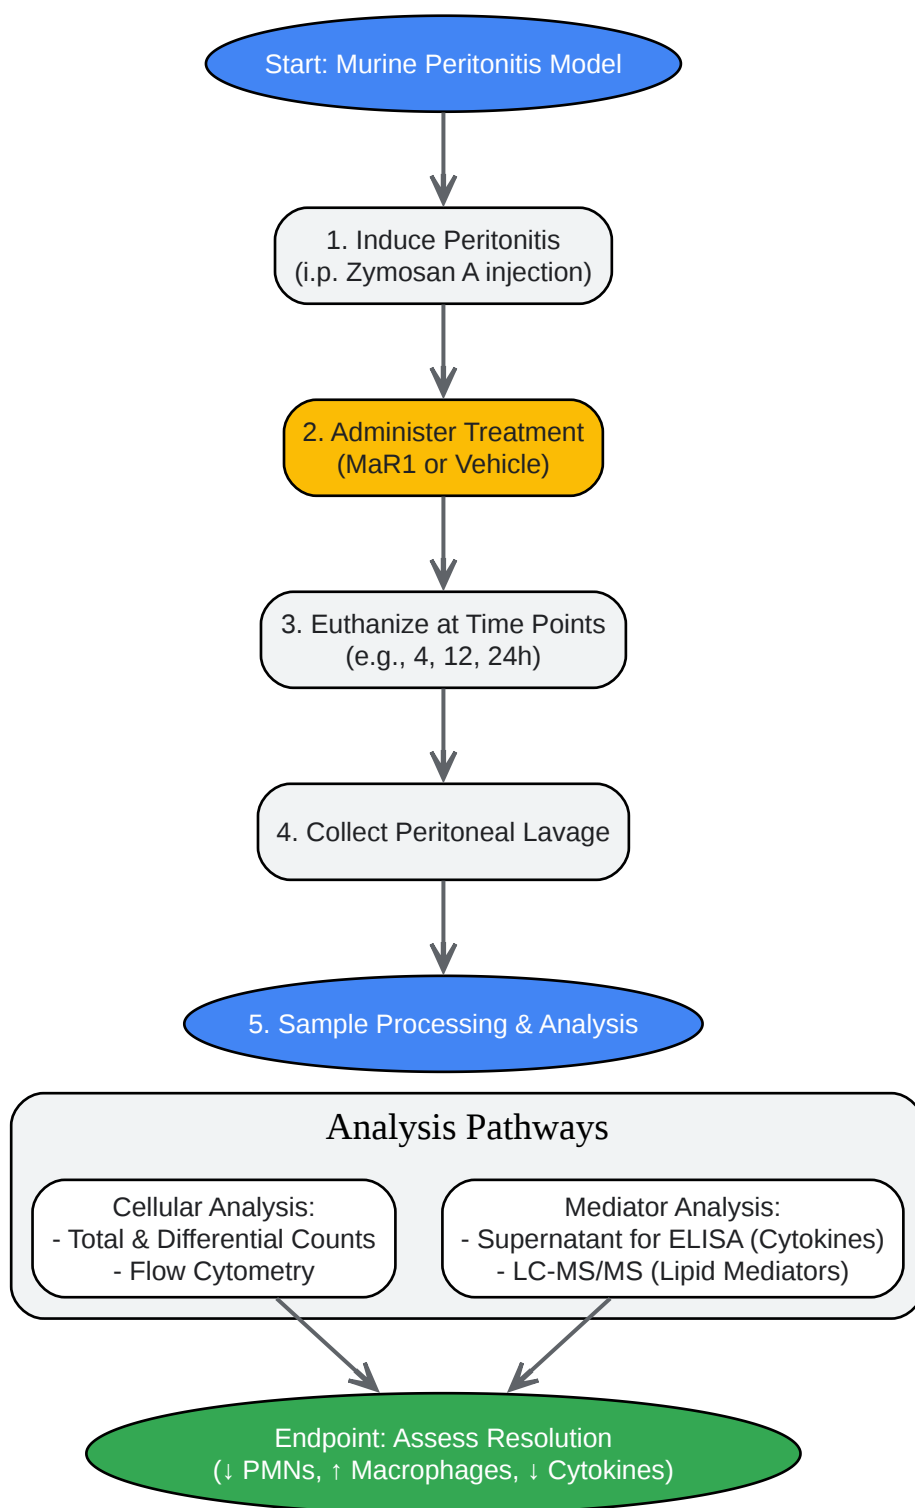 Start: Murine Peritonitis Model
1. Induce Peritonitis
(i.p. Zymosan A injection)
2. Administer Treatment
(MaR1 or Vehicle)
3. Euthanize at Time Points
(e.g., 4, 12, 24h)
4. Collect Peritoneal Lavage
5. Sample Processing & Analysis
Analysis Pathways
Cellular Analysis:
- Total & Differential Counts
- Flow Cytometry
Mediator Analysis:
- Supernatant for ELISA (Cytokines)
- LC-MS/MS (Lipid Mediators)
Endpoint: Assess Resolution
(↓ PMNs, ↑ Macrophages, ↓ Cytokines)